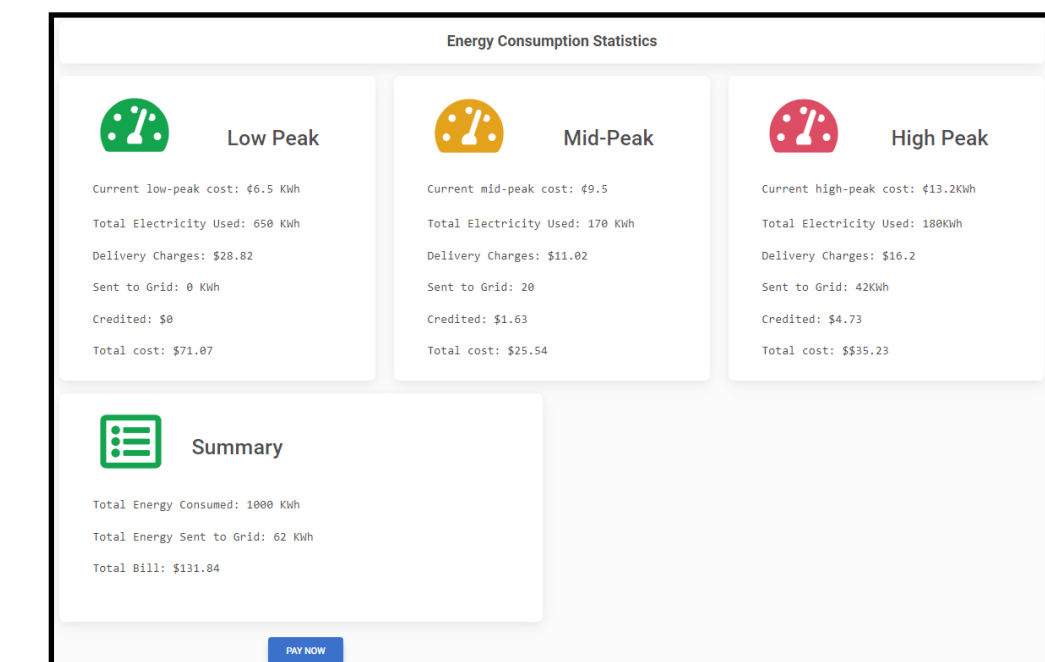 Energy Consumption Statistics
Low Peak
Current low-peak cost: ¢6.5 KWh
Total Electricity Used: 650 KWh
Delivery Charges: $28.82
Sent to Grid: 0 KWh
Credited: $0
Total cost: $71.07
Mid-Peak
Current mid-peak cost: ¢9.5
Total Electricity Used: 170 KWh
Delivery Charges: $11.02
Sent to Grid: 20
Credited: $1.63
Total cost: $25.54
High Peak
Current high-peak cost: ¢13.2KWh
Total Electricity Used: 180KWh
Delivery Charges: $16.2
Sent to Grid: 42KWh
Credited: $4.73
Total cost: $$35.23
Summary
Total Energy Consumed: 1000 KWh
Total Energy Sent to Grid: 62 KWh
Total Bill: $131.84
PAY NOW